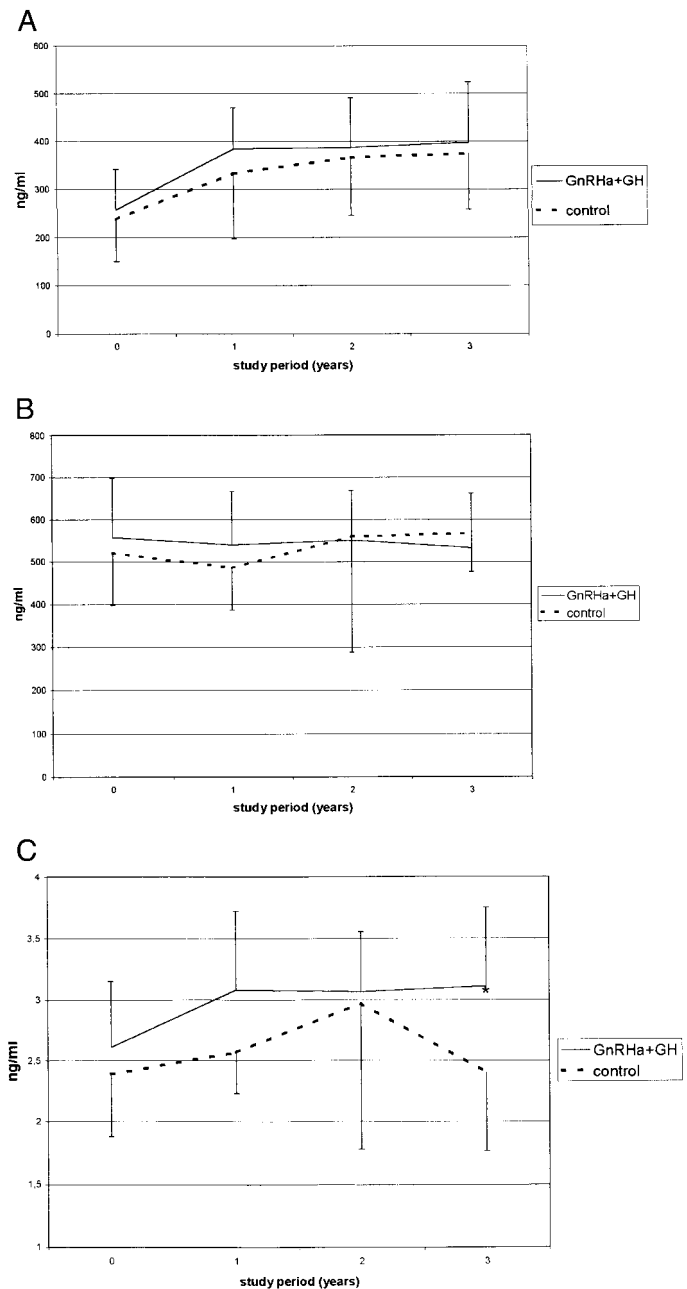 A
600
500
400
300
200
100
0
ng/ml
0 1 2 3
study period (years)
GnRHa+GH
control
B
800
700
600
500
400
300
200
100
0
ng/ml
0 1 2 3
study period (years)
GnRHa+GH
control
C
4
3.5
3
2.5
2
1.5
1
ng/ml
*
0 1 2 3
study period (years)
GnRHa+GH
control